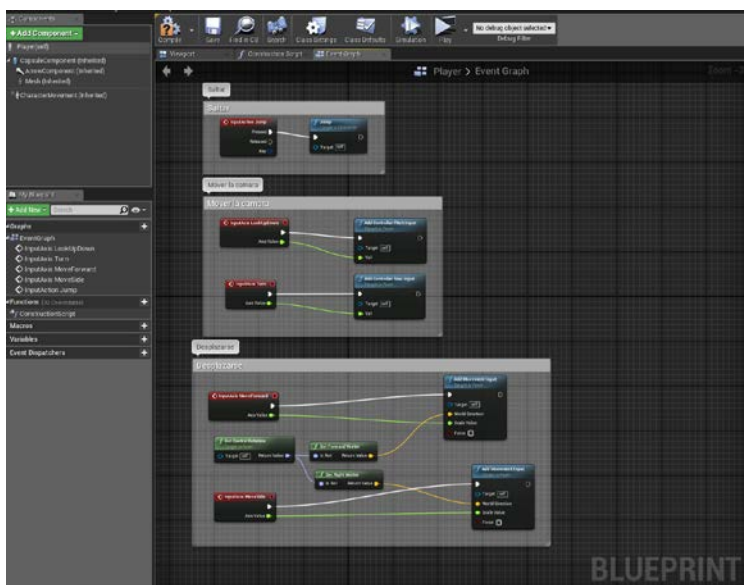 Components
+Add Component
Player(self)
CapsuleComponent (Inherited)
ArrowComponent (Inherited)
Mesh (Inherited)
CharacterMovement (Inherited)
My Blueprint
+Add New
Search
Graphs
EventGraph
InputAxis LookUpDown
InputAxis Turn
InputAxis MoveForward
InputAxis MoveSide
InputAction Jump
Functions
ConstructionScript
Macros
Variables
Event Dispatchers
Compile
Save
Find in CB
Search
Class Settings
Class Defaults
Simulation
Play
No debug object selected
Debug Filter
Viewport
Construction Script
EventGraph
Player > Event Graph
Zoom
Saltar
Saltar
InputAction Jump
Pressed
Released
Key
Jump
Target self
Mover la camara
Mover la camara
InputAxis LookUpDown
Axis Value
Add Controller Pitch Input
Target self
Val
InputAxis Turn
Axis Value
Add Controller Yaw Input
Target self
Val
Desplazarse
Desplazarse
InputAxis MoveForward
Axis Value
Add Movement Input
Target self
World Direction
Scale Value
Force
Get Control Rotation
Target self
Return Value
Get Forward Vector
In Rot
Return Value
Get Right Vector
In Rot
Return Value
InputAxis MoveSide
Axis Value
Add Movement Input
Target self
World Direction
Scale Value
Force
BLUEPRINT